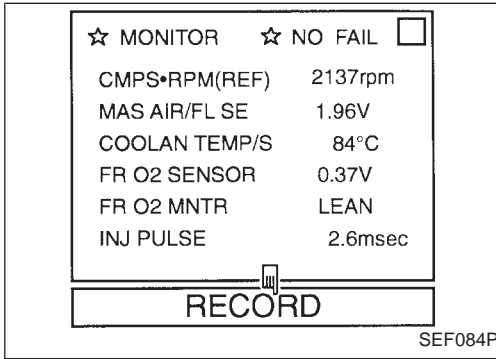 ☆ MONITOR ☆ NO FAIL
CMPS•RPM(REF) 2137rpm
MAS AIR/FL SE 1.96V
COOLAN TEMP/S 84°C
FR O2 SENSOR 0.37V
FR O2 MNTR LEAN
INJ PULSE 2.6msec
RECORD
SEF084P